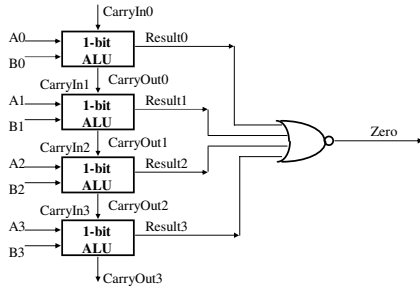 CarryIn0
A0
B0
1-bit
ALU
Result0
CarryIn1
CarryOut0
A1
B1
1-bit
ALU
Result1
CarryIn2
CarryOut1
A2
B2
1-bit
ALU
Result2
CarryIn3
CarryOut2
A3
B3
1-bit
ALU
Result3
CarryOut3
Zero